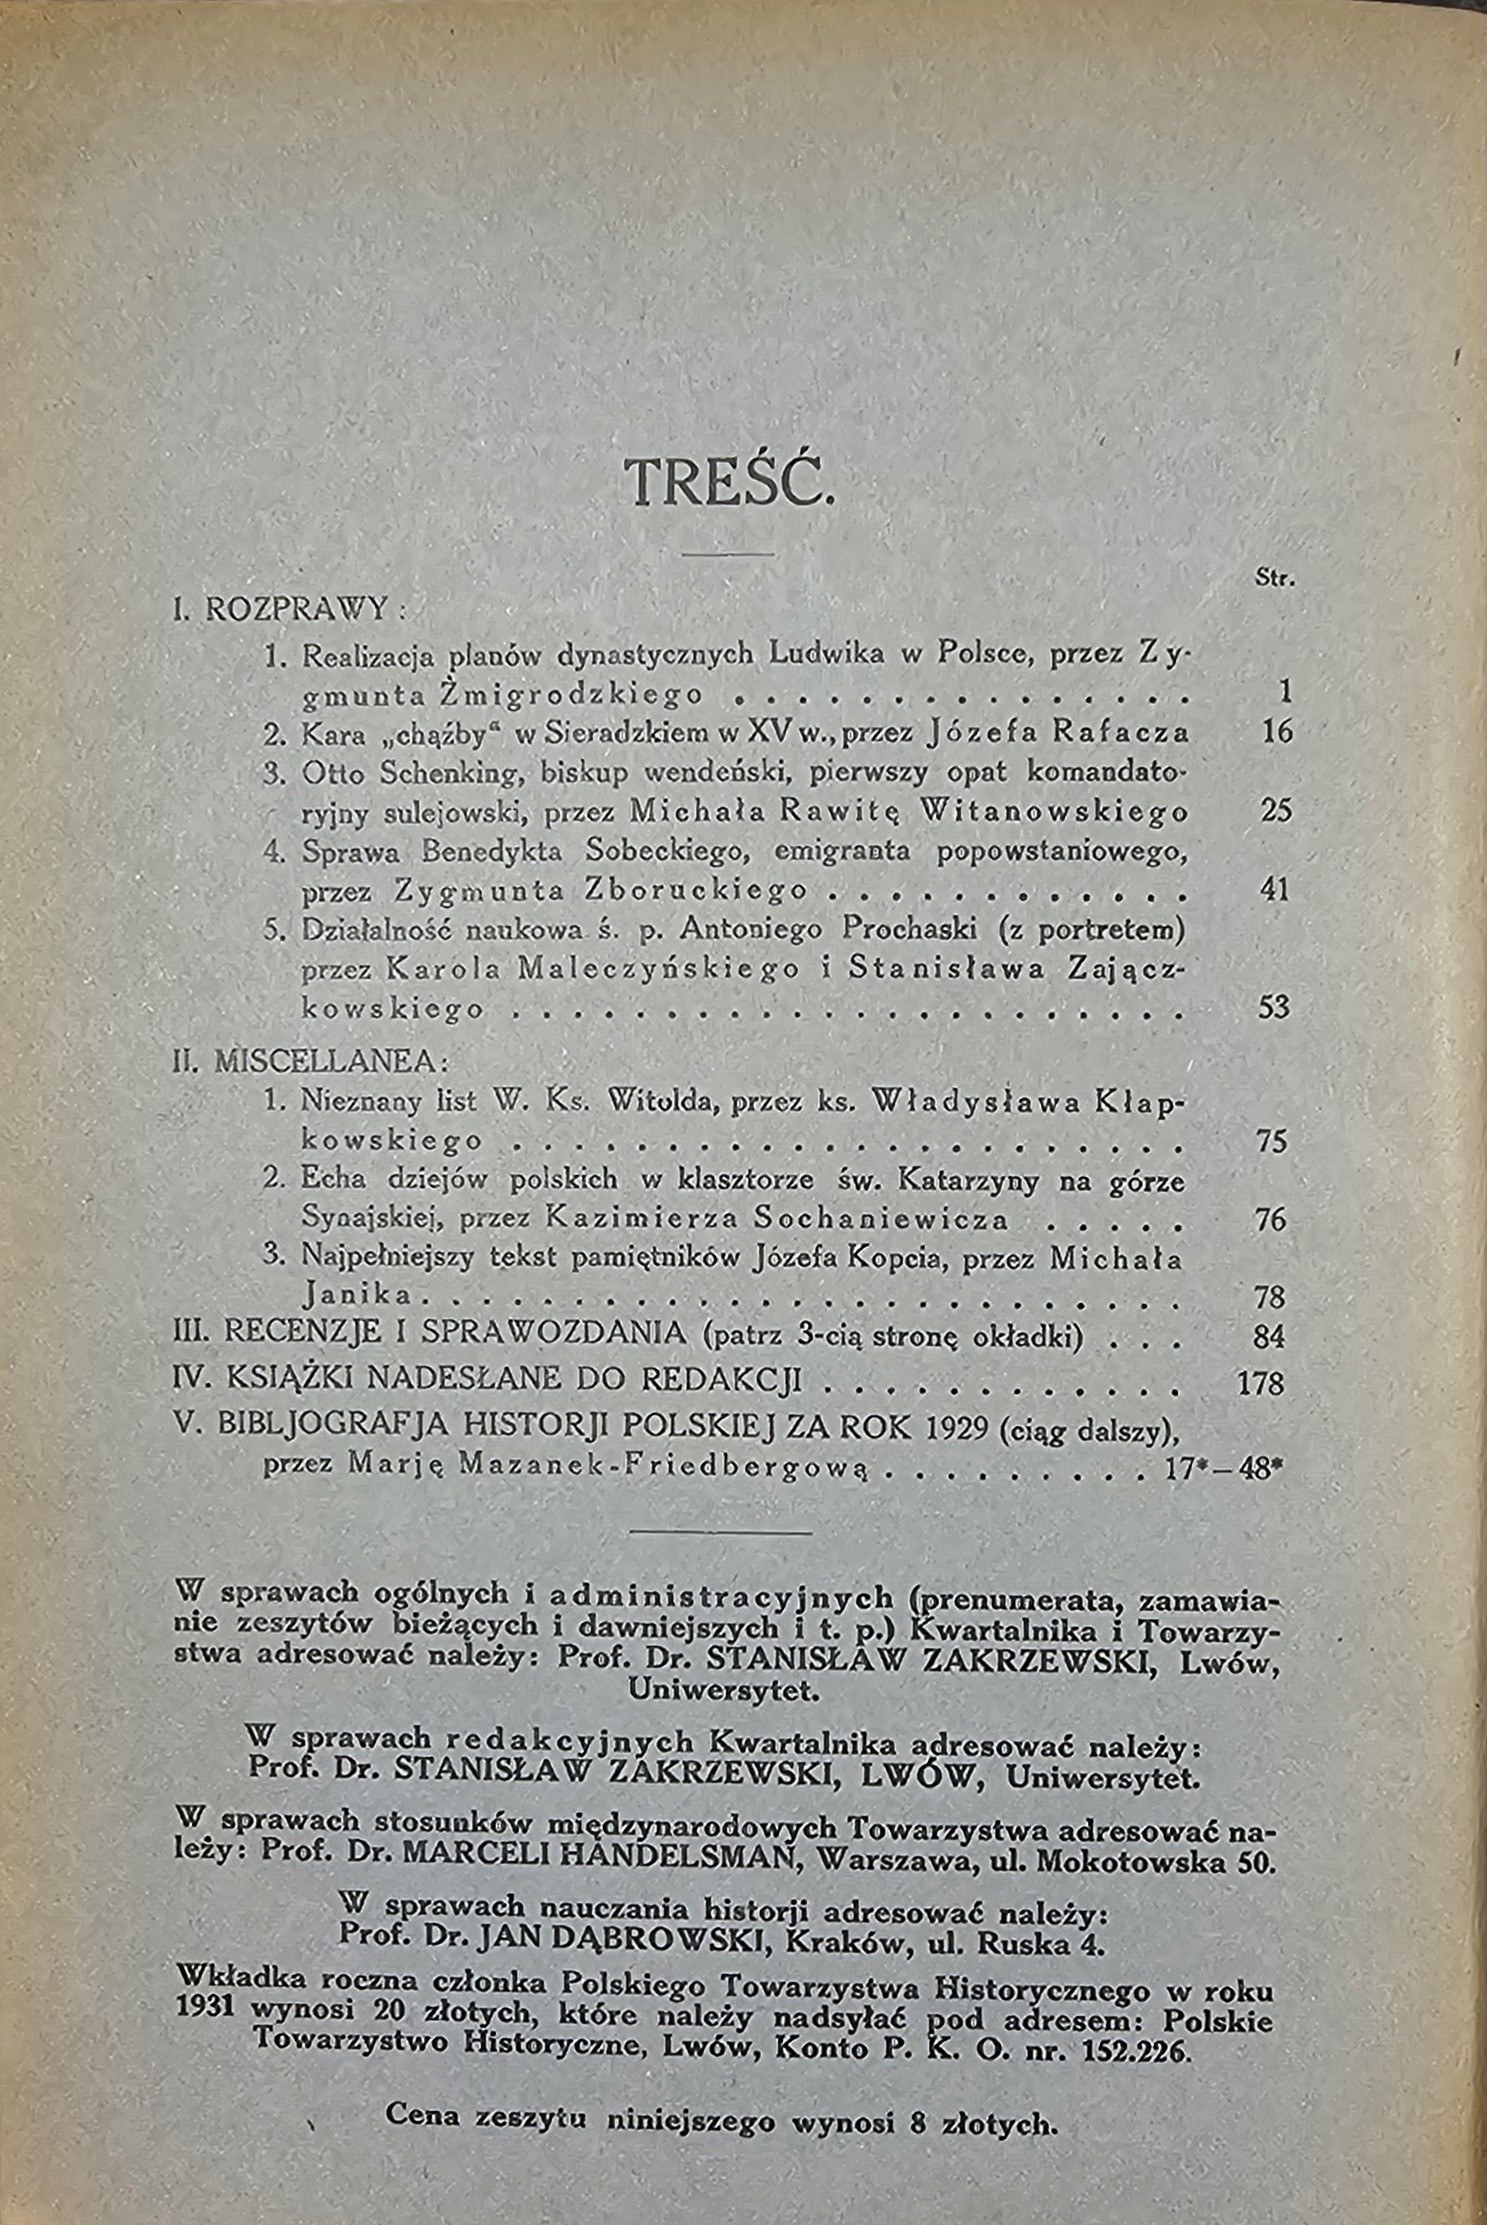 TREŚĆ.
Str.
I. ROZPRAWY :
1. Realizacja planów dynastycznych Ludwika w Polsce, przez Zy-
gmunta Żmigrodzkiego . . . . . . . . . . . . . . . 1
2. Kara „chąźby“ w Sieradzkiem w XV w., przez Józefa Rafacza 16
3. Otto Schenking, biskup wendeński, pierwszy opat komandato-
ryjny sulejowski, przez Michała Rawitę Witanowskiego 25
4. Sprawa Benedykta Sobeckiego, emigranta popowstaniowego,
przez Zygmunta Zboruckiego . . . . . . . . . . . . 41
5. Działalność naukowa ś. p. Antoniego Prochaski (z portretem)
przez Karola Maleczyńskiego i Stanisława Zającz-
kowskiego . . . . . . . . . . . . . . . . . . . . . . 53
II. MISCELLANEA:
1. Nieznany list W. Ks. Witolda, przez ks. Władysława Kłap-
kowskiego . . . . . . . . . . . . . . . . . . . . . . 75
2. Echa dziejów polskich w klasztorze św. Katarzyny na górze
Synajskiej, przez Kazimierza Sochaniewicza . . . . . 76
3. Najpełniejszy tekst pamiętników Józefa Kopcia, przez Michała
Janika . . . . . . . . . . . . . . . . . . . . . . . . . 78
III. RECENZJE I SPRAWOZDANIA (patrz 3-cią stronę okładki) . . . 84
IV. KSIĄŻKI NADESŁANE DO REDAKCJI . . . . . . . . . . . . 178
V. BIBLJOGRAFJA HISTORJI POLSKIEJ ZA ROK 1929 (ciąg dalszy),
przez Marję Mazanek-Friedbergową . . . . . . . . . 17*—48*
W sprawach ogólnych i administracyjnych (prenumerata, zamawia-
nie zeszytów bieżących i dawniejszych i t. p.) Kwartalnika i Towarzy-
stwa adresować należy: Prof. Dr. STANISŁAW ZAKRZEWSKI, Lwów,
Uniwersytet.
W sprawach redakcyjnych Kwartalnika adresować należy:
Prof. Dr. STANISŁAW ZAKRZEWSKI, LWÓW, Uniwersytet.
W sprawach stosunków międzynarodowych Towarzystwa adresować na-
leży: Prof. Dr. MARCELI HANDELSMAN, Warszawa, ul. Mokotowska 50.
W sprawach nauczania historji adresować należy:
Prof. Dr. JAN DĄBROWSKI, Kraków, ul. Ruska 4.
Wkładka roczna członka Polskiego Towarzystwa Historycznego w roku
1931 wynosi 20 złotych, które należy nadsyłać pod adresem: Polskie
Towarzystwo Historyczne, Lwów, Konto P. K. O. nr. 152.226.
Cena zeszytu niniejszego wynosi 8 złotych.